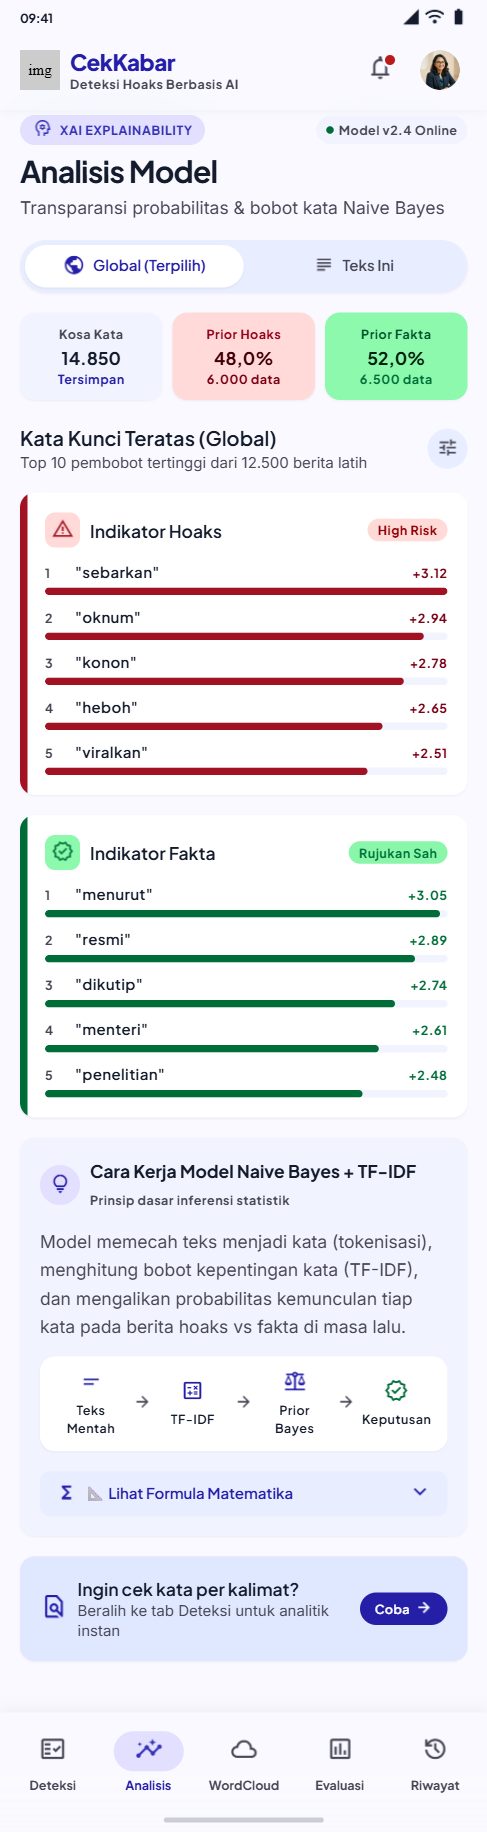 09:41
img
CekKabar
Deteksi Hoaks Berbasis AI
XAI EXPLAINABILITY
Model v2.4 Online
Analisis Model
Transparansi probabilitas & bobot kata Naive Bayes
Global (Terpilih)
Teks Ini
Kosa Kata
14.850
Tersimpan
Prior Hoaks
48,0%
6.000 data
Prior Fakta
52,0%
6.500 data
Kata Kunci Teratas (Global)
Top 10 pembobot tertinggi dari 12.500 berita latih
Indikator Hoaks
High Risk
1 "sebarkan" +3.12
2 "oknum" +2.94
3 "konon" +2.78
4 "heboh" +2.65
5 "viralkan" +2.51
Indikator Fakta
Rujukan Sah
1 "menurut" +3.05
2 "resmi" +2.89
3 "dikutip" +2.74
4 "menteri" +2.61
5 "penelitian" +2.48
Cara Kerja Model Naive Bayes + TF-IDF
Prinsip dasar inferensi statistik
Model memecah teks menjadi kata (tokenisasi),
menghitung bobot kepentingan kata (TF-IDF),
dan mengalikan probabilitas kemunculan tiap
kata pada berita hoaks vs fakta di masa lalu.
Teks
Mentah
→
TF-IDF
→
Prior
Bayes
→
Keputusan
Σ 📐 Lihat Formula Matematika
Ingin cek kata per kalimat?
Beralih ke tab Deteksi untuk analitik
instan
Coba →
Deteksi
Analisis
WordCloud
Evaluasi
Riwayat